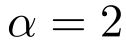 α = 2